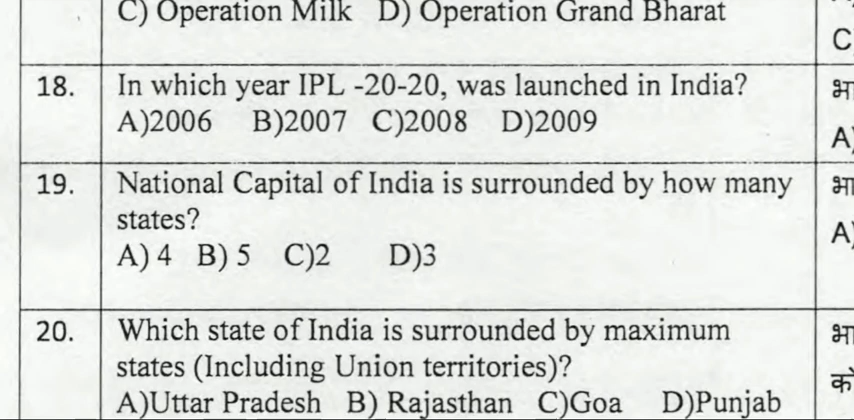 C) Operation Milk D) Operation Grand Bharat
C
18. In which year IPL -20-20, was launched in India?
A)2006 B)2007 C)2008 D)2009
भा
A)
19. National Capital of India is surrounded by how many
states?
A) 4 B) 5 C)2 D)3
भा
A)
20. Which state of India is surrounded by maximum
states (Including Union territories)?
A)Uttar Pradesh B) Rajasthan C)Goa D)Punjab
भा
को